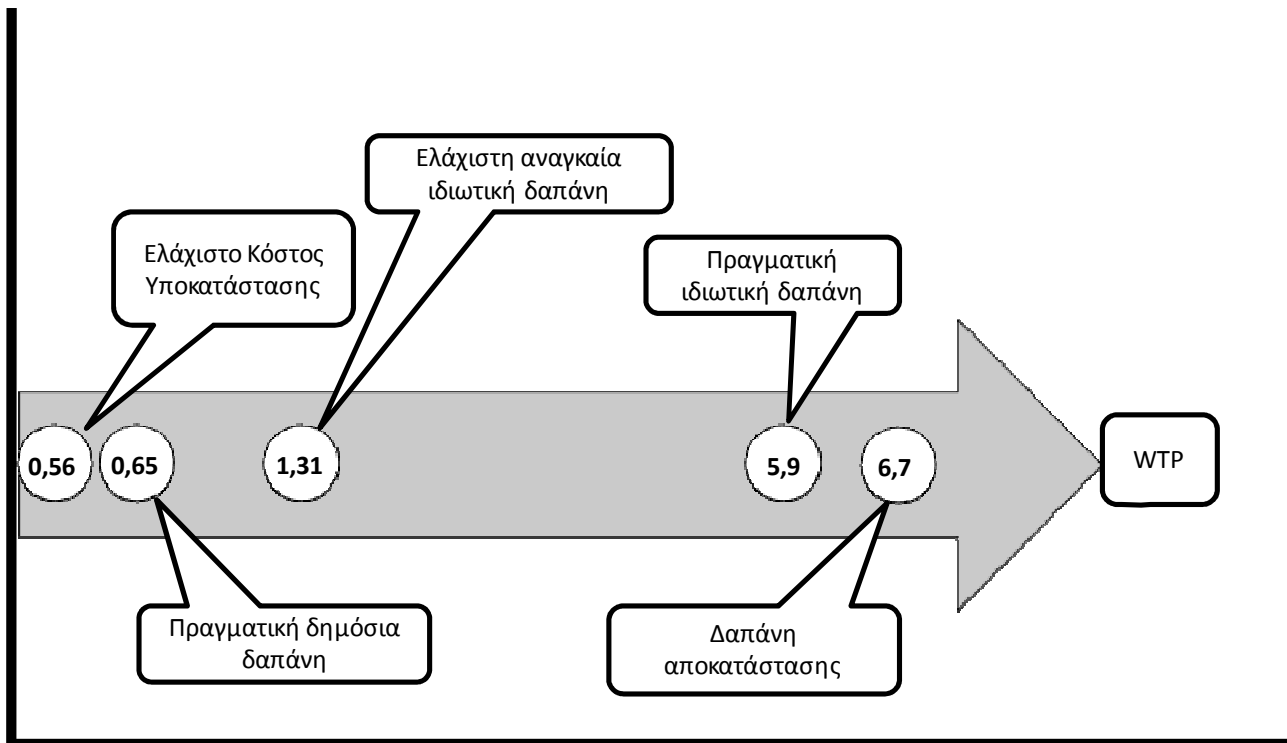 Ελάχιστη αναγκαία
ιδιωτική δαπάνη
Ελάχιστο Κόστος
Υποκατάστασης
Πραγματική
ιδιωτική δαπάνη
0,56
0,65
1,31
5,9
6,7
WTP
Πραγματική δημόσια
δαπάνη
Δαπάνη
αποκατάστασης